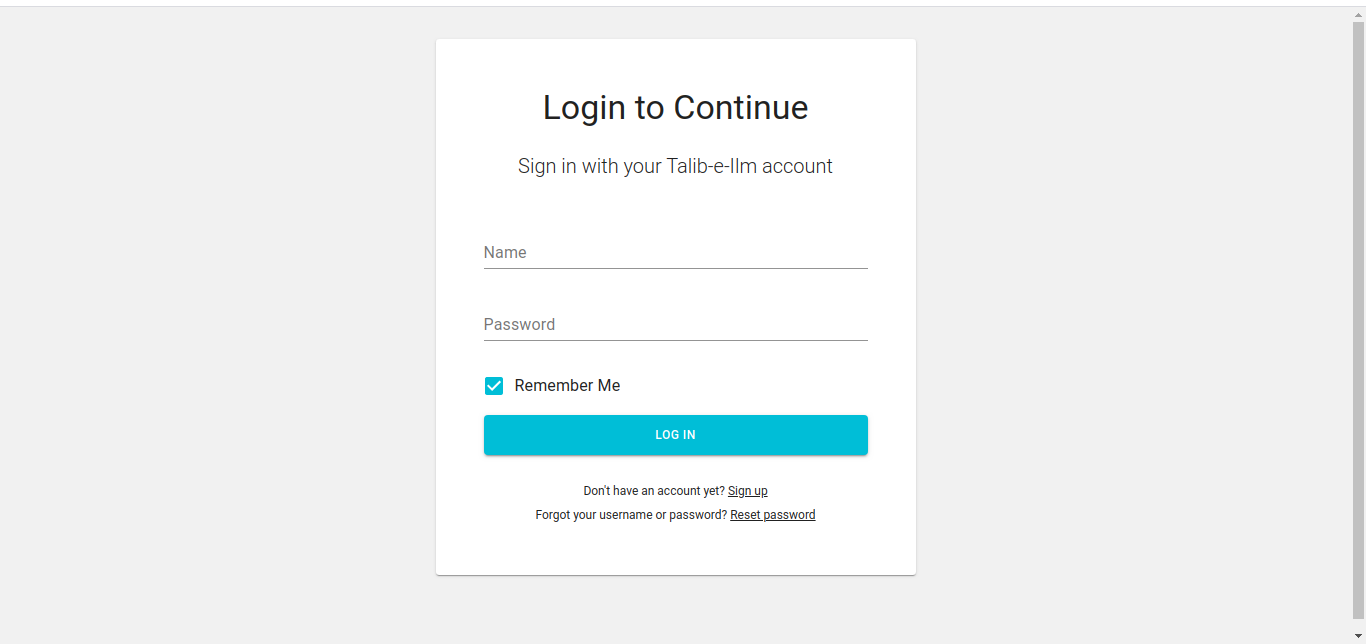 Login to Continue
Sign in with your Talib-e-Ilm account
Name
Password
Remember Me
LOG IN
Don't have an account yet? Sign up
Forgot your username or password? Reset password